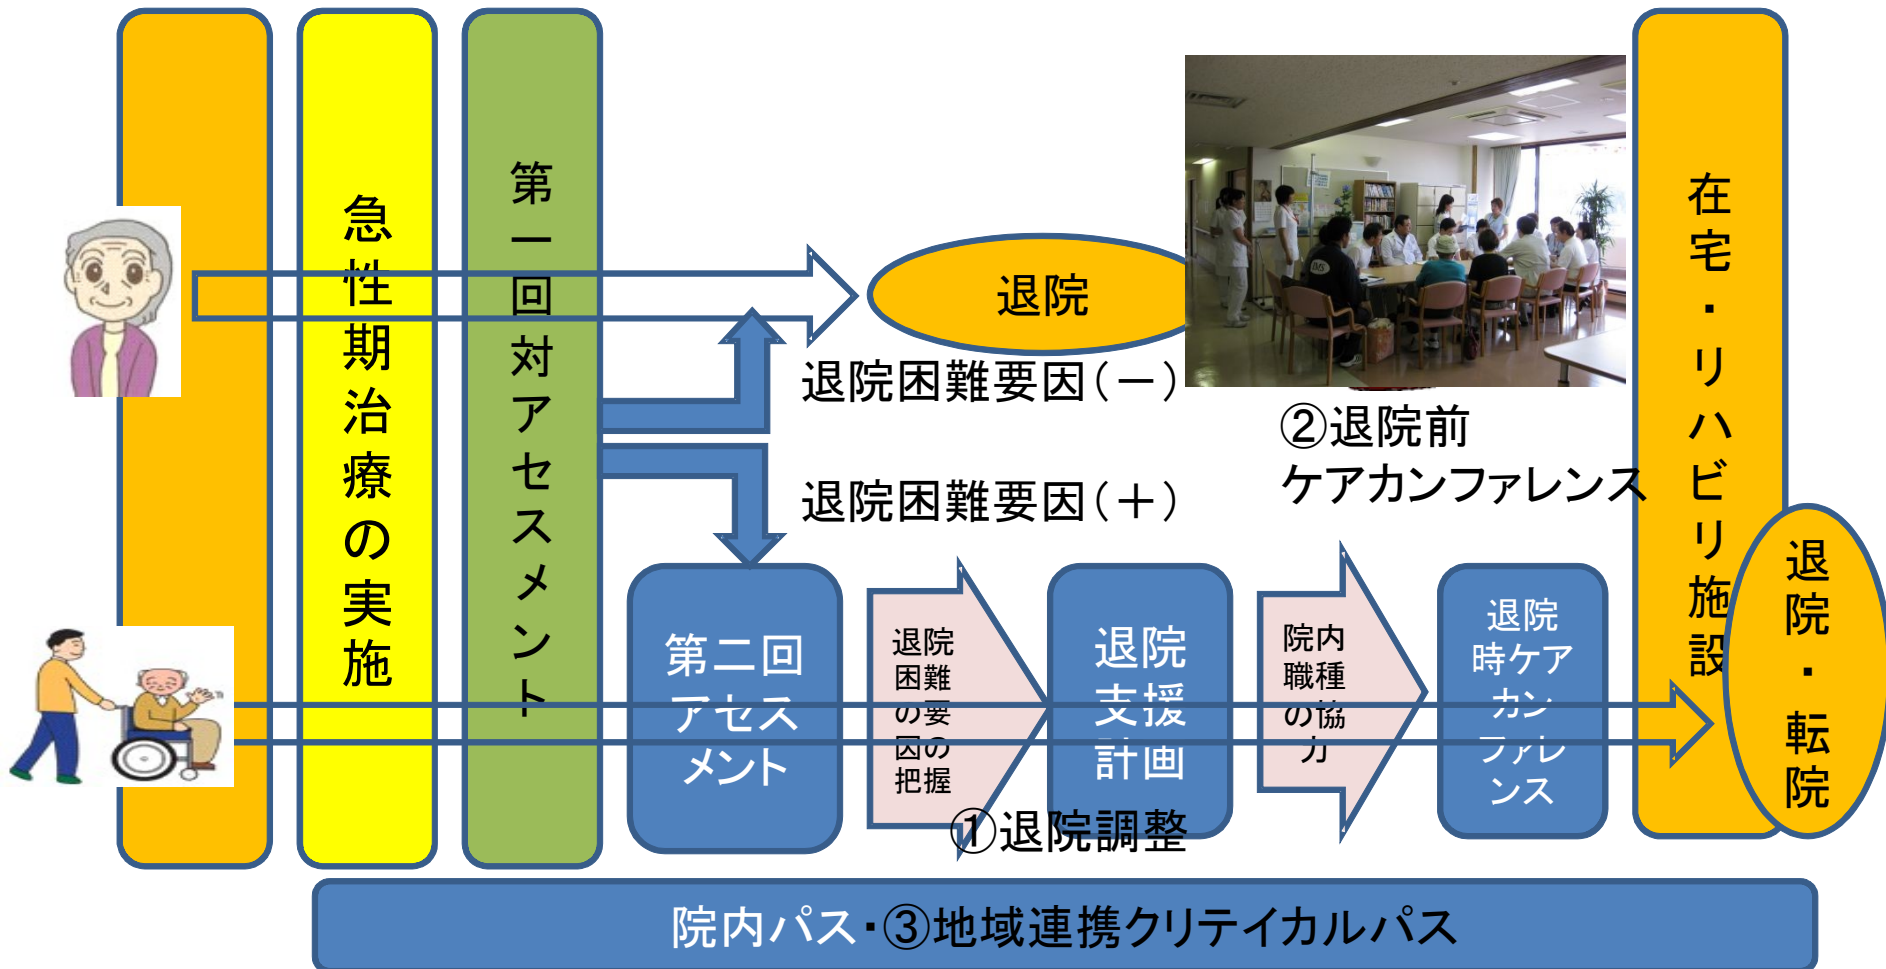 急性期治療の実施
第一回対アセスメント
退院
退院困難要因(－)
退院困難要因(＋)
②退院前
ケアカンファレンス
在宅・リハビリ施設
第二回
アセス
メント
退院
困難
の要
因の
把握
退院
支援
計画
①退院調整
院内
職種
の協
力
退院
時ケア
カン
ファレ
ンス
退院・転院
院内パス・③地域連携クリテイカルパス